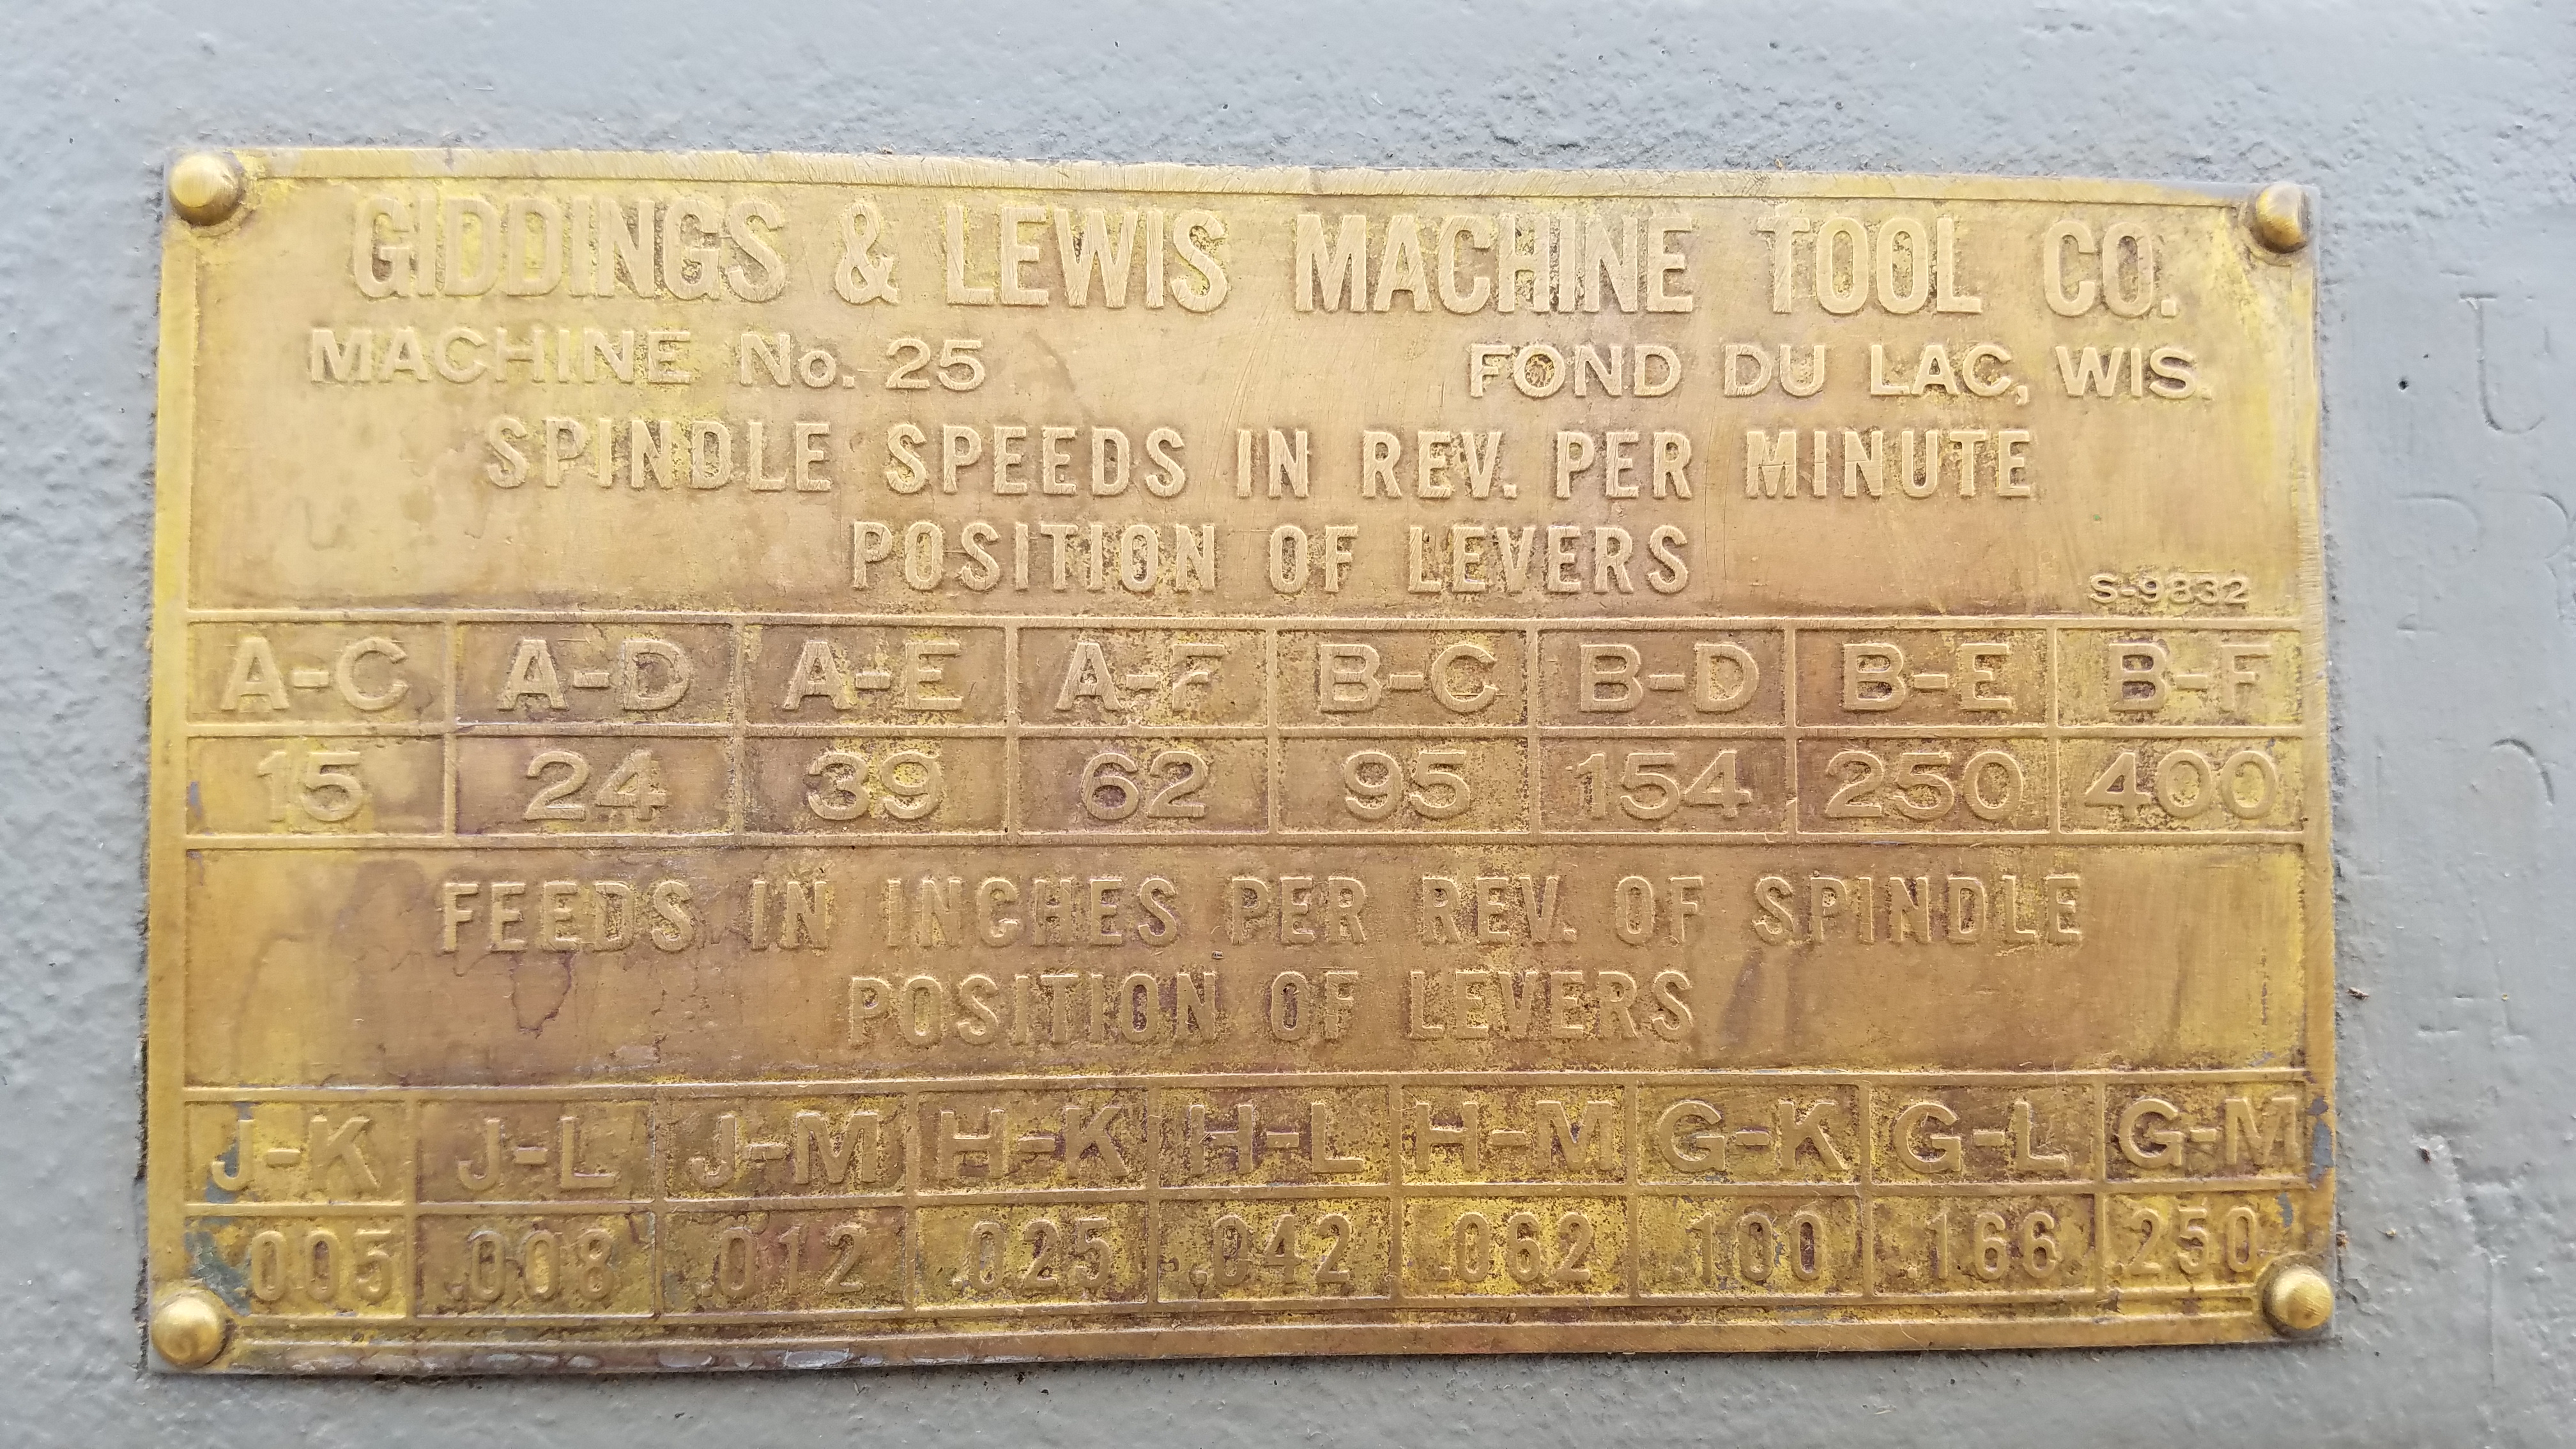 GIDDINGS & LEWIS MACHINE TOOL CO.
MACHINE No. 25 FOND DU LAC, WIS.
SPINDLE SPEEDS IN REV. PER MINUTE
POSITION OF LEVERS
S-9832
A-C A-D A-E A-F B-C B-D B-E B-F
15 24 39 62 95 154 250 400
FEEDS IN INCHES PER REV. OF SPINDLE
POSITION OF LEVERS
J-K J-L J-M H-K H-L H-M G-K G-L G-M
.005 .008 .012 .025 .042 .062 .100 .166 .250